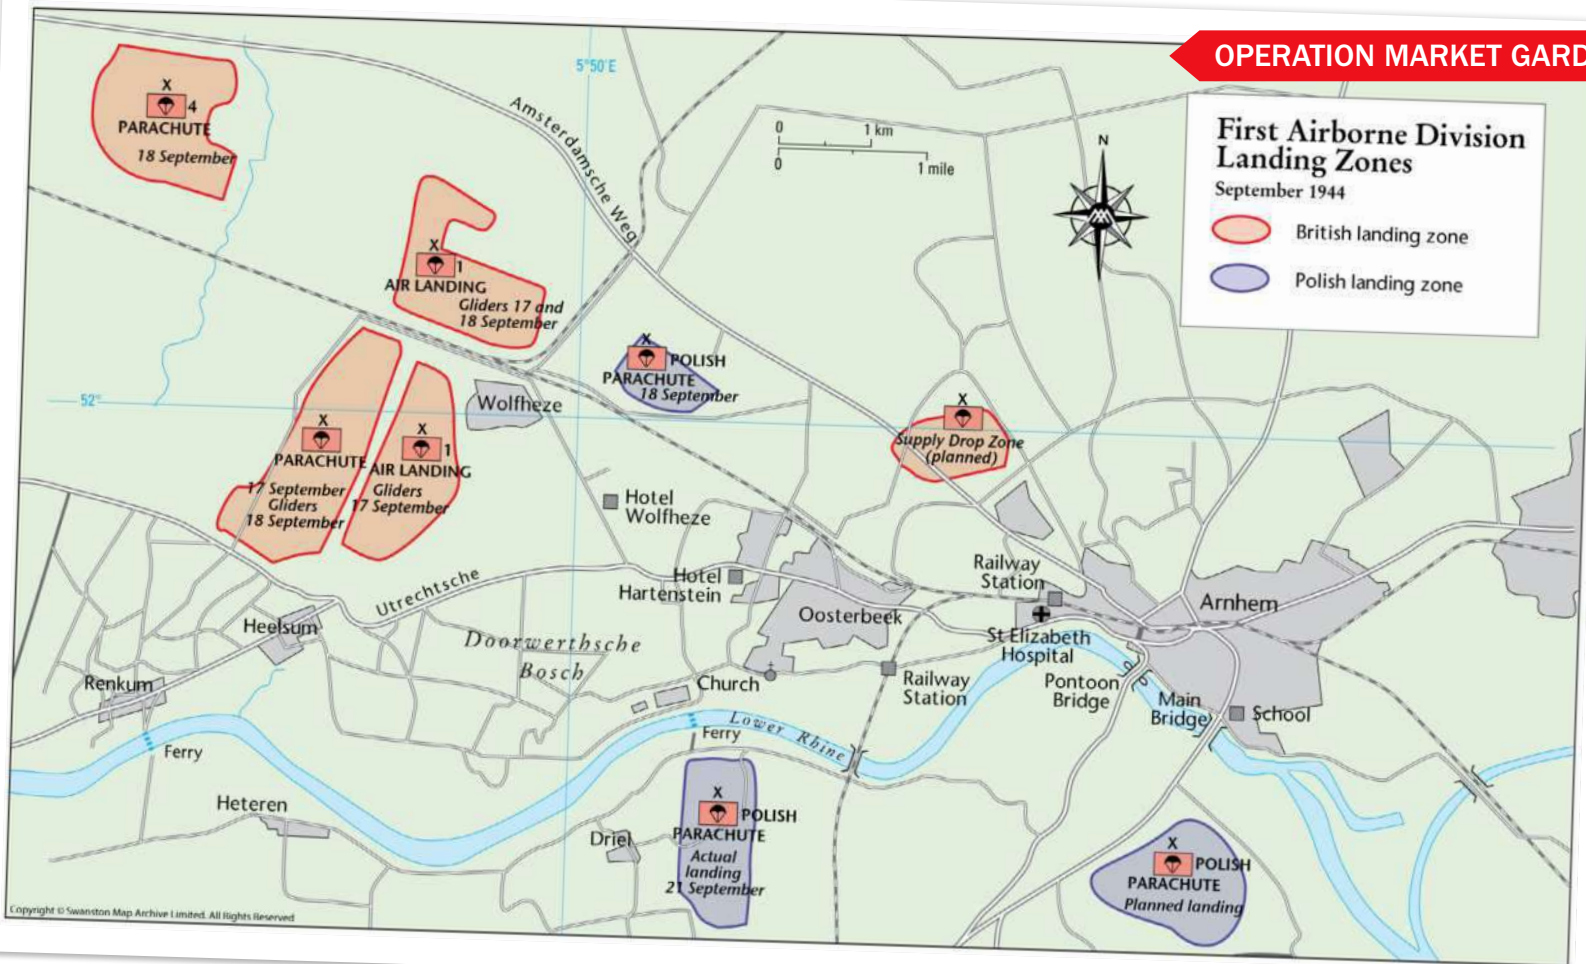 OPERATION MARKET GARD
First Airborne Division
Landing Zones
September 1944
British landing zone
Polish landing zone
N
5°50'E
Amsterdamsche Weg
0 1 km
0 1 mile
X
4
PARACHUTE
18 September
X
1
AIR LANDING
Gliders 17 and
18 September
X
POLISH
PARACHUTE
18 September
52°
Wolfheze
X
Supply Drop Zone
(planned)
X
PARACHUTE
17 September
Gliders
18 September
X
1
AIR LANDING
Gliders
17 September
Hotel
Wolfheze
Hotel
Hartenstein
Utrechtsche
Railway
Station
Arnhem
Oosterbeek
Heelsum
Doorwerthsche
Bosch
St Elizabeth
Hospital
Renkum
Church
Railway
Station
Pontoon
Bridge
Main
Bridge
School
Ferry
Ferry
Lower Rhine
Heteren
Driel
X
POLISH
PARACHUTE
Actual
landing
21 September
X
POLISH
PARACHUTE
Planned landing
Copyright © Swanston Map Archive Limited. All Rights Reserved